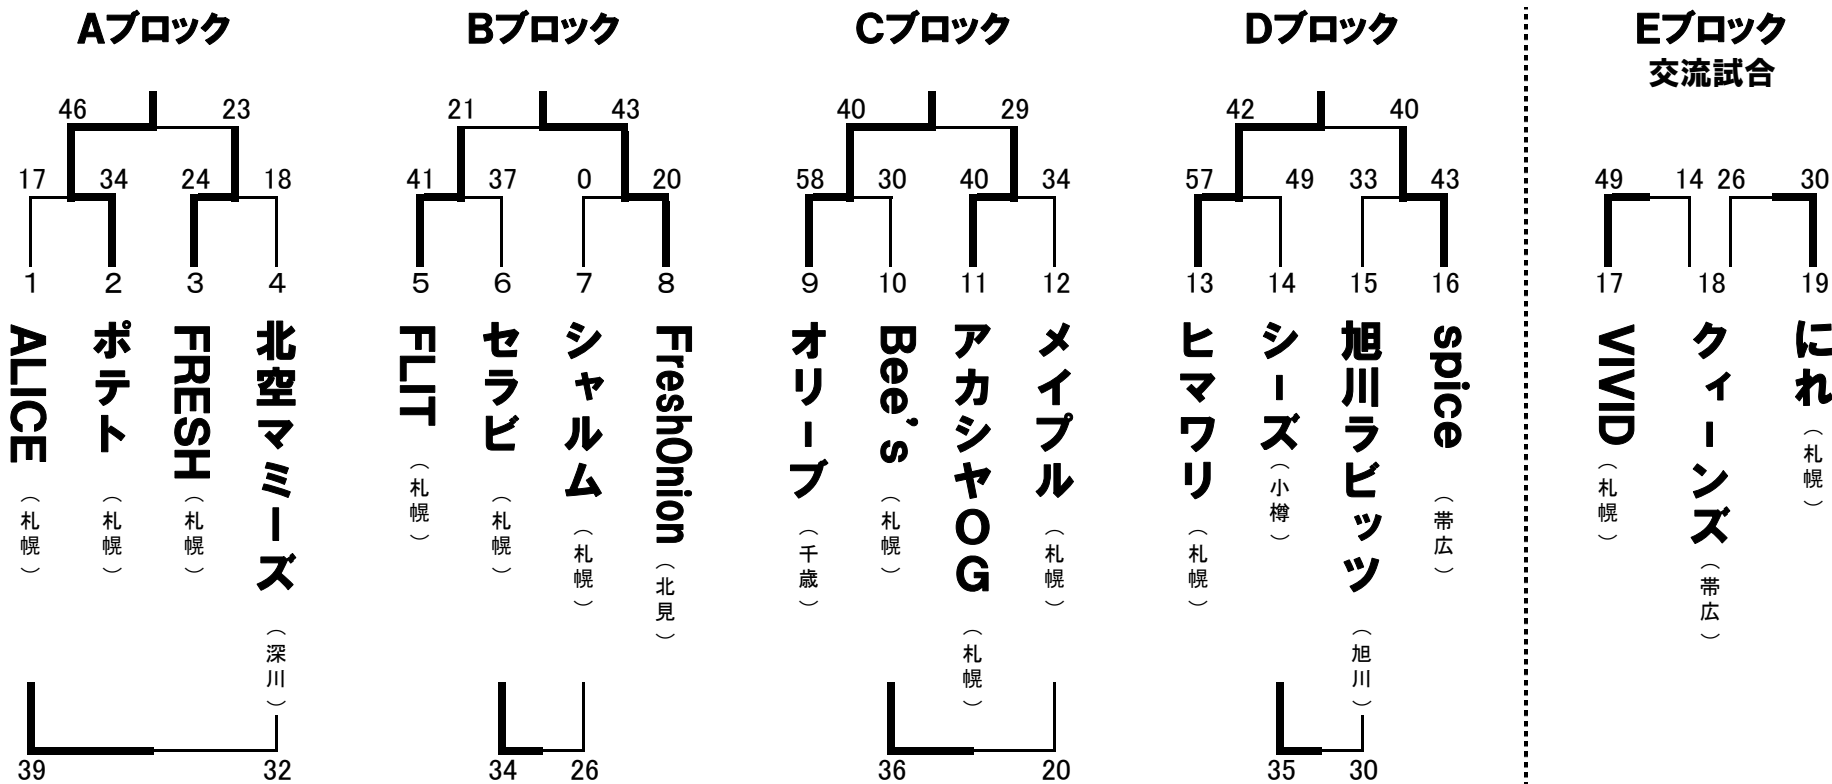 Aブロック
46 23
17 34 24 18
1 2 3 4
ALICE（札幌）
ポテト（札幌）
FRESH（札幌）
北空マミーズ（深川）
39 32
Bブロック
21 43
41 37 0 20
5 6 7 8
FLIT（札幌）
セラビ（札幌）
シャルム（札幌）
FreshOnion（北見）
34 26
Cブロック
40 29
58 30 40 34
9 10 11 12
オリーブ（千歳）
Bee's（札幌）
アカシヤOG（札幌）
メイプル（札幌）
36 20
Dブロック
42 40
57 49 33 43
13 14 15 16
ヒマワリ（札幌）
シーズ（小樽）
旭川ラビッツ（旭川）
spice（帯広）
35 30
Eブロック
交流試合
49 14 26 30
17 18 19
VIVID（札幌）
クィーンズ（帯広）
にれ（札幌）